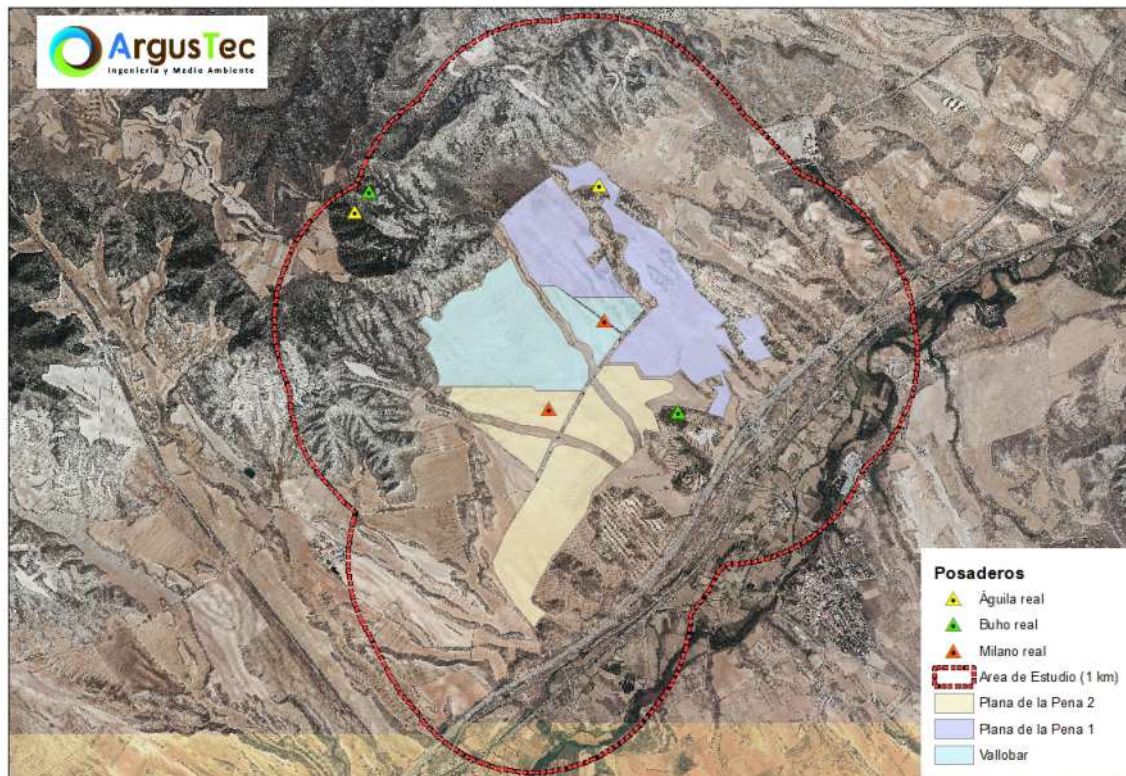 ArgusTec
Ingeniería y Medio Ambiente
Posaderos
Águila real
Buho real
Milano real
Area de Estudio (1 km)
Plana de la Pena 2
Plana de la Pena 1
Vallobar